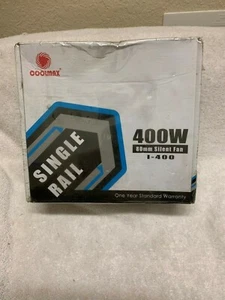 COOLMAX
400W
80mm Silent Fan
I-400
SINGLE
RAIL
One Year Standard Warranty